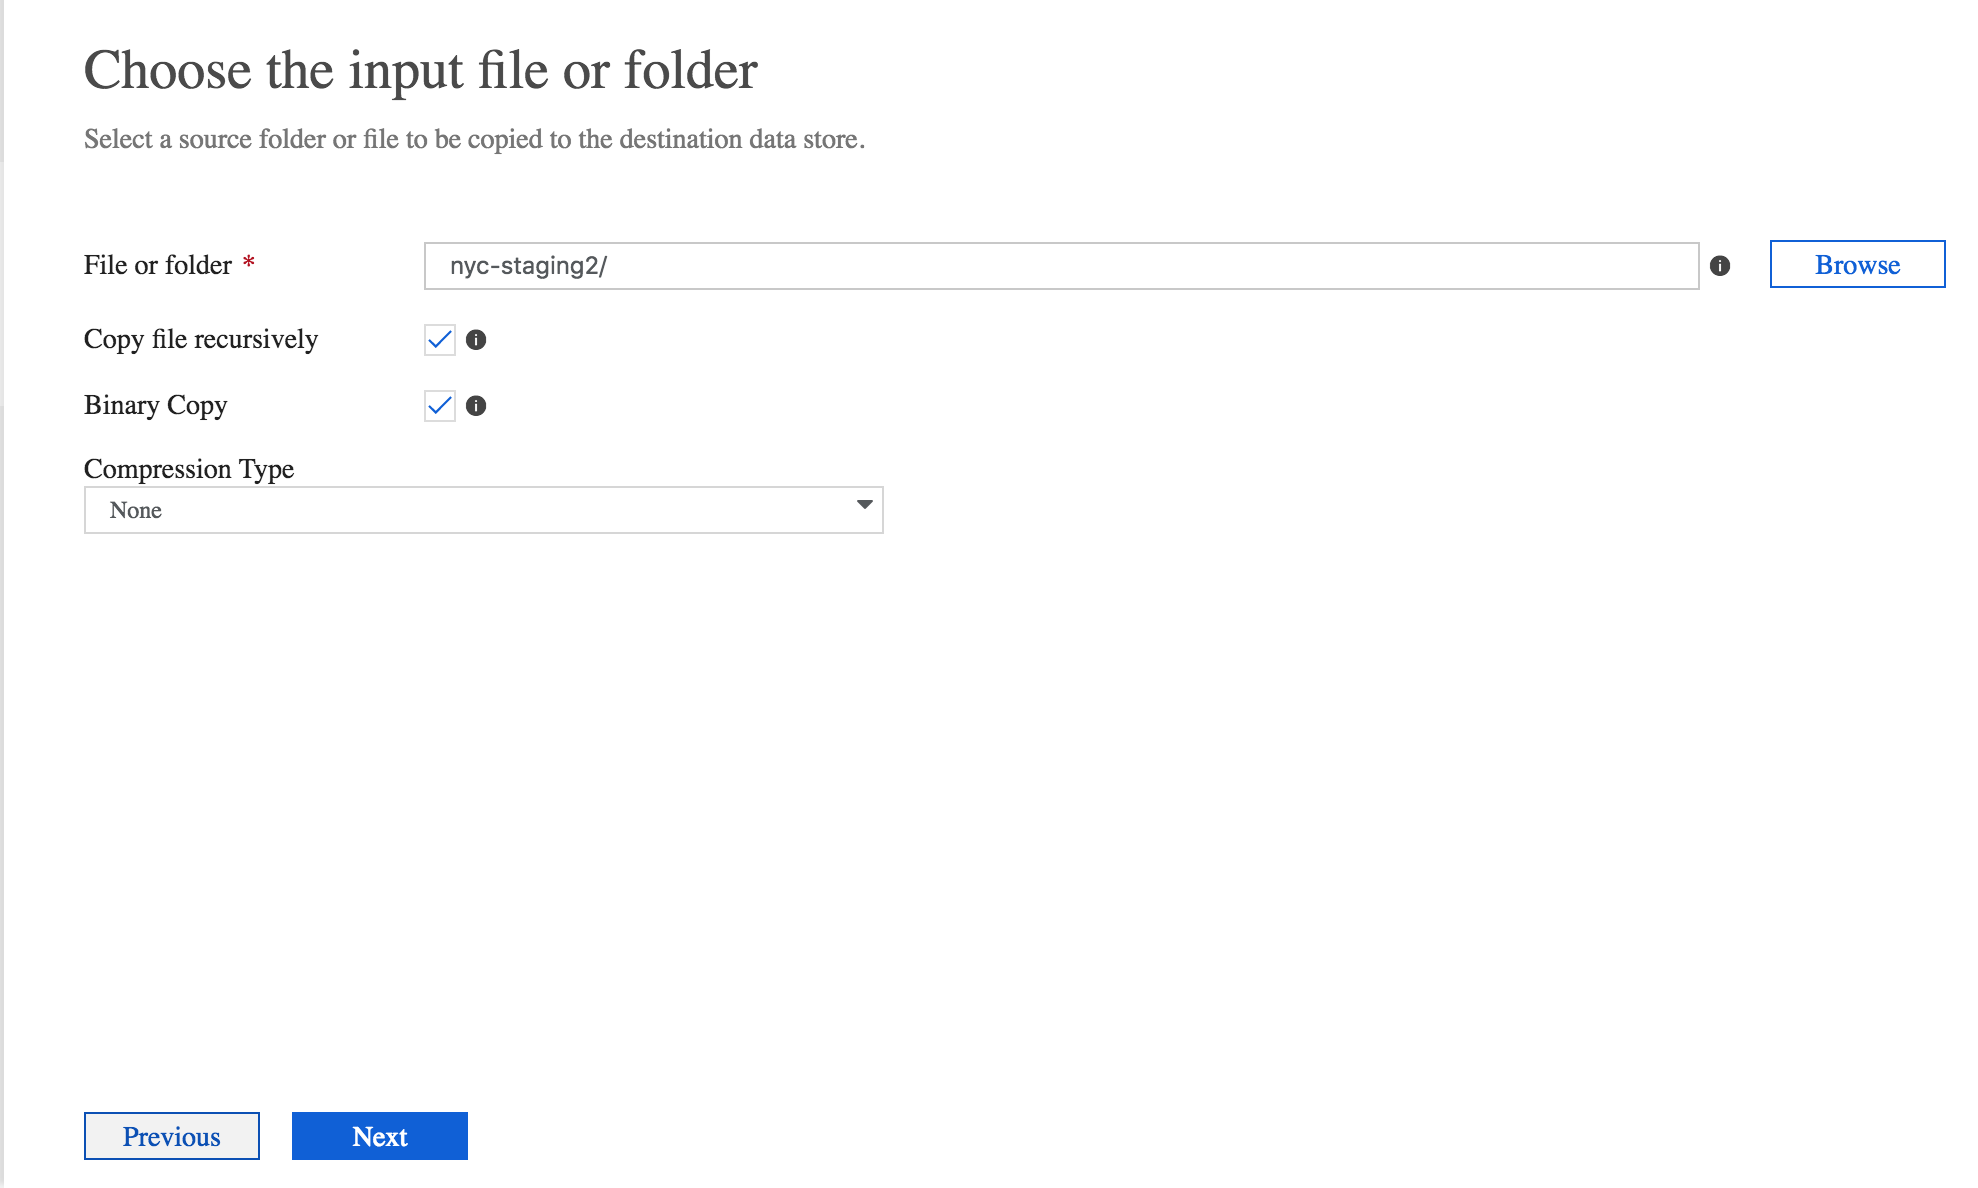 Choose the input file or folder
Select a source folder or file to be copied to the destination data store.
File or folder * nyc-staging2/ Browse
Copy file recursively
Binary Copy
Compression Type
None
Previous Next